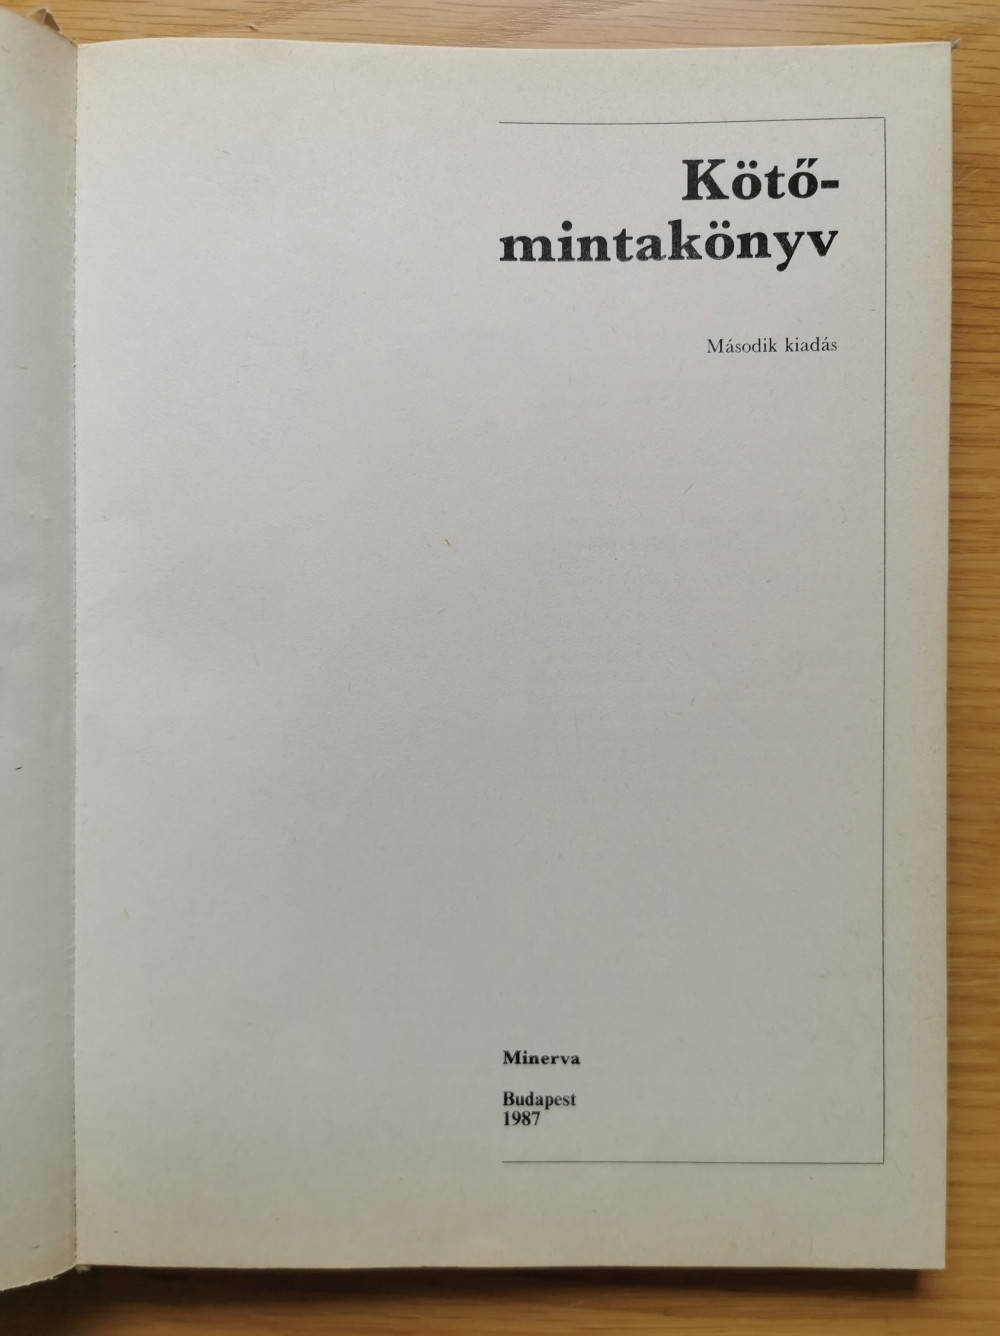 Kötő-
mintakönyv
Második kiadás
Minerva
Budapest
1987